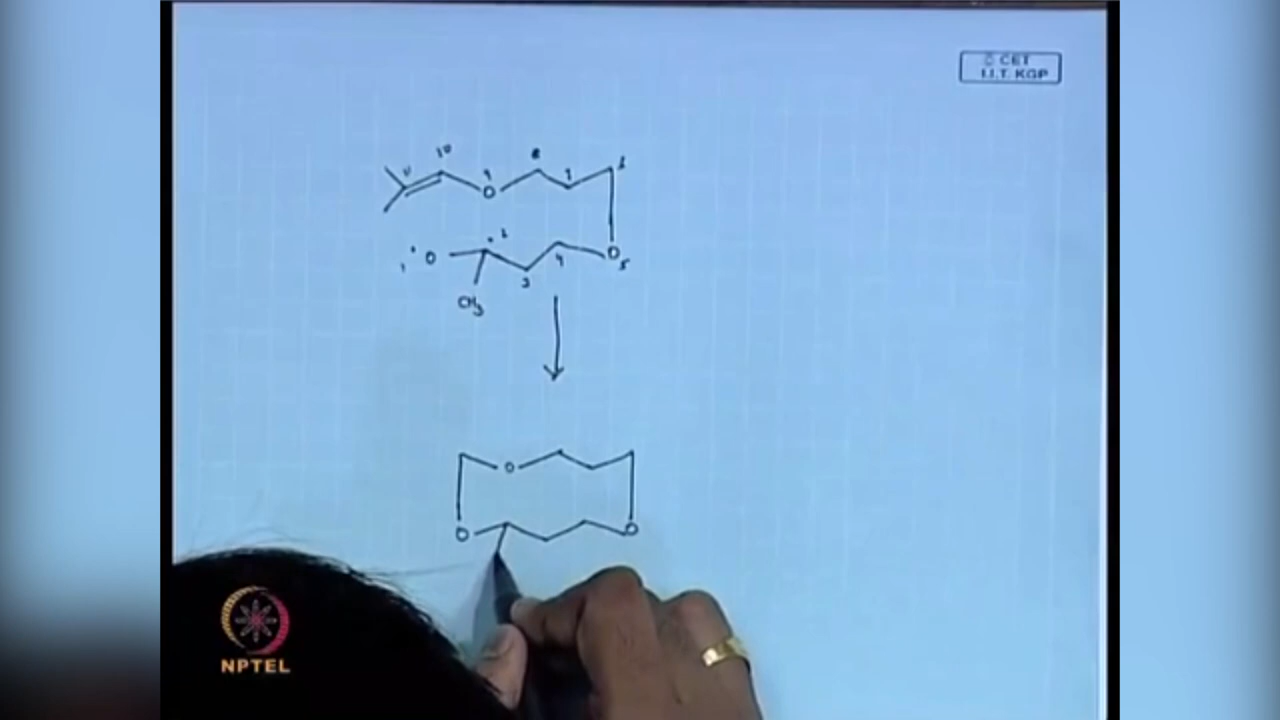 © CET
I.I.T. KGP
11 10 9 8 7 6
O
1 O 2 3 4 O 5
CH3
O
O O
NPTEL